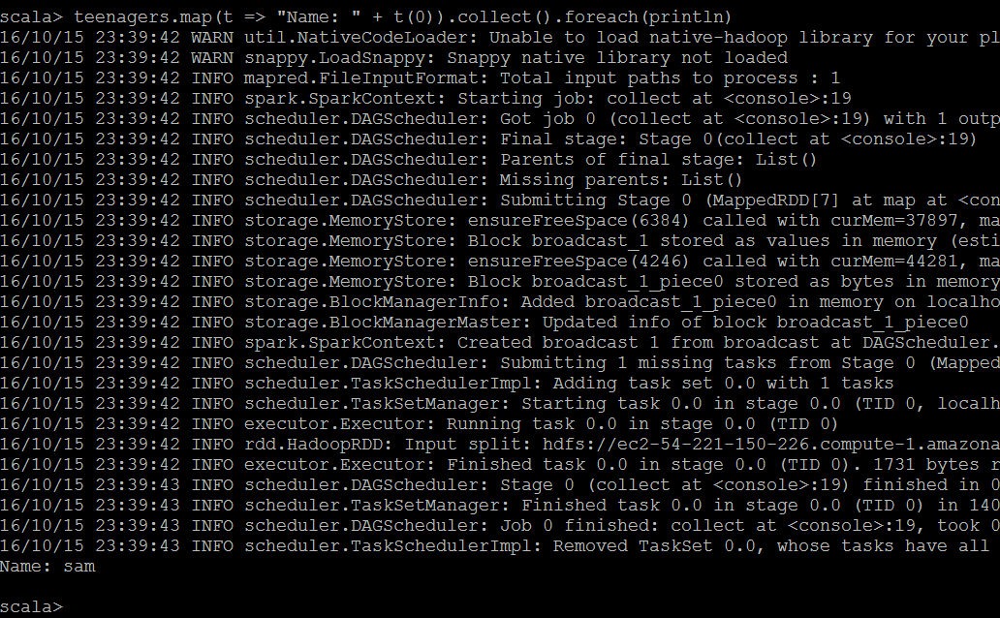 scala> teenagers.map(t => "Name: " + t(0)).collect().foreach(println)
16/10/15 23:39:42 WARN util.NativeCodeLoader: Unable to load native-hadoop library for your pl
16/10/15 23:39:42 WARN snappy.LoadSnappy: Snappy native library not loaded
16/10/15 23:39:42 INFO mapred.FileInputFormat: Total input paths to process : 1
16/10/15 23:39:42 INFO spark.SparkContext: Starting job: collect at <console>:19
16/10/15 23:39:42 INFO scheduler.DAGScheduler: Got job 0 (collect at <console>:19) with 1 outp
16/10/15 23:39:42 INFO scheduler.DAGScheduler: Final stage: Stage 0(collect at <console>:19)
16/10/15 23:39:42 INFO scheduler.DAGScheduler: Parents of final stage: List()
16/10/15 23:39:42 INFO scheduler.DAGScheduler: Missing parents: List()
16/10/15 23:39:42 INFO scheduler.DAGScheduler: Submitting Stage 0 (MappedRDD[7] at map at <con
16/10/15 23:39:42 INFO storage.MemoryStore: ensureFreeSpace(6384) called with curMem=37897, ma
16/10/15 23:39:42 INFO storage.MemoryStore: Block broadcast_1 stored as values in memory (esti
16/10/15 23:39:42 INFO storage.MemoryStore: ensureFreeSpace(4246) called with curMem=44281, ma
16/10/15 23:39:42 INFO storage.MemoryStore: Block broadcast_1_piece0 stored as bytes in memory
16/10/15 23:39:42 INFO storage.BlockManagerInfo: Added broadcast_1_piece0 in memory on localho
16/10/15 23:39:42 INFO storage.BlockManagerMaster: Updated info of block broadcast_1_piece0
16/10/15 23:39:42 INFO spark.SparkContext: Created broadcast 1 from broadcast at DAGScheduler.
16/10/15 23:39:42 INFO scheduler.DAGScheduler: Submitting 1 missing tasks from Stage 0 (Mapped
16/10/15 23:39:42 INFO scheduler.TaskSchedulerImpl: Adding task set 0.0 with 1 tasks
16/10/15 23:39:42 INFO scheduler.TaskSetManager: Starting task 0.0 in stage 0.0 (TID 0, localh
16/10/15 23:39:42 INFO executor.Executor: Running task 0.0 in stage 0.0 (TID 0)
16/10/15 23:39:42 INFO rdd.HadoopRDD: Input split: hdfs://ec2-54-221-150-226.compute-1.amazona
16/10/15 23:39:42 INFO executor.Executor: Finished task 0.0 in stage 0.0 (TID 0). 1731 bytes r
16/10/15 23:39:43 INFO scheduler.DAGScheduler: Stage 0 (collect at <console>:19) finished in 0
16/10/15 23:39:43 INFO scheduler.TaskSetManager: Finished task 0.0 in stage 0.0 (TID 0) in 140
16/10/15 23:39:43 INFO scheduler.DAGScheduler: Job 0 finished: collect at <console>:19, took 0
16/10/15 23:39:43 INFO scheduler.TaskSchedulerImpl: Removed TaskSet 0.0, whose tasks have all
Name: sam
scala>